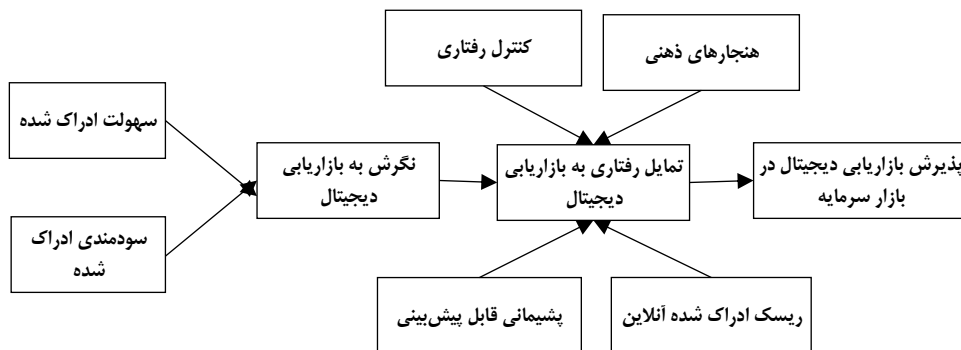 کنترل رفتاری
هنجارهای ذهنی
سهولت ادراک شده
نگرش به بازاریابی
دیجیتال
تمایل رفتاری به بازاریابی
دیجیتال
پذیرش بازاریابی دیجیتال در
بازار سرمایه
سودمندی ادراک
شده
پشیمانی قابل پیش‌بینی
ریسک ادراک شده آنلاین